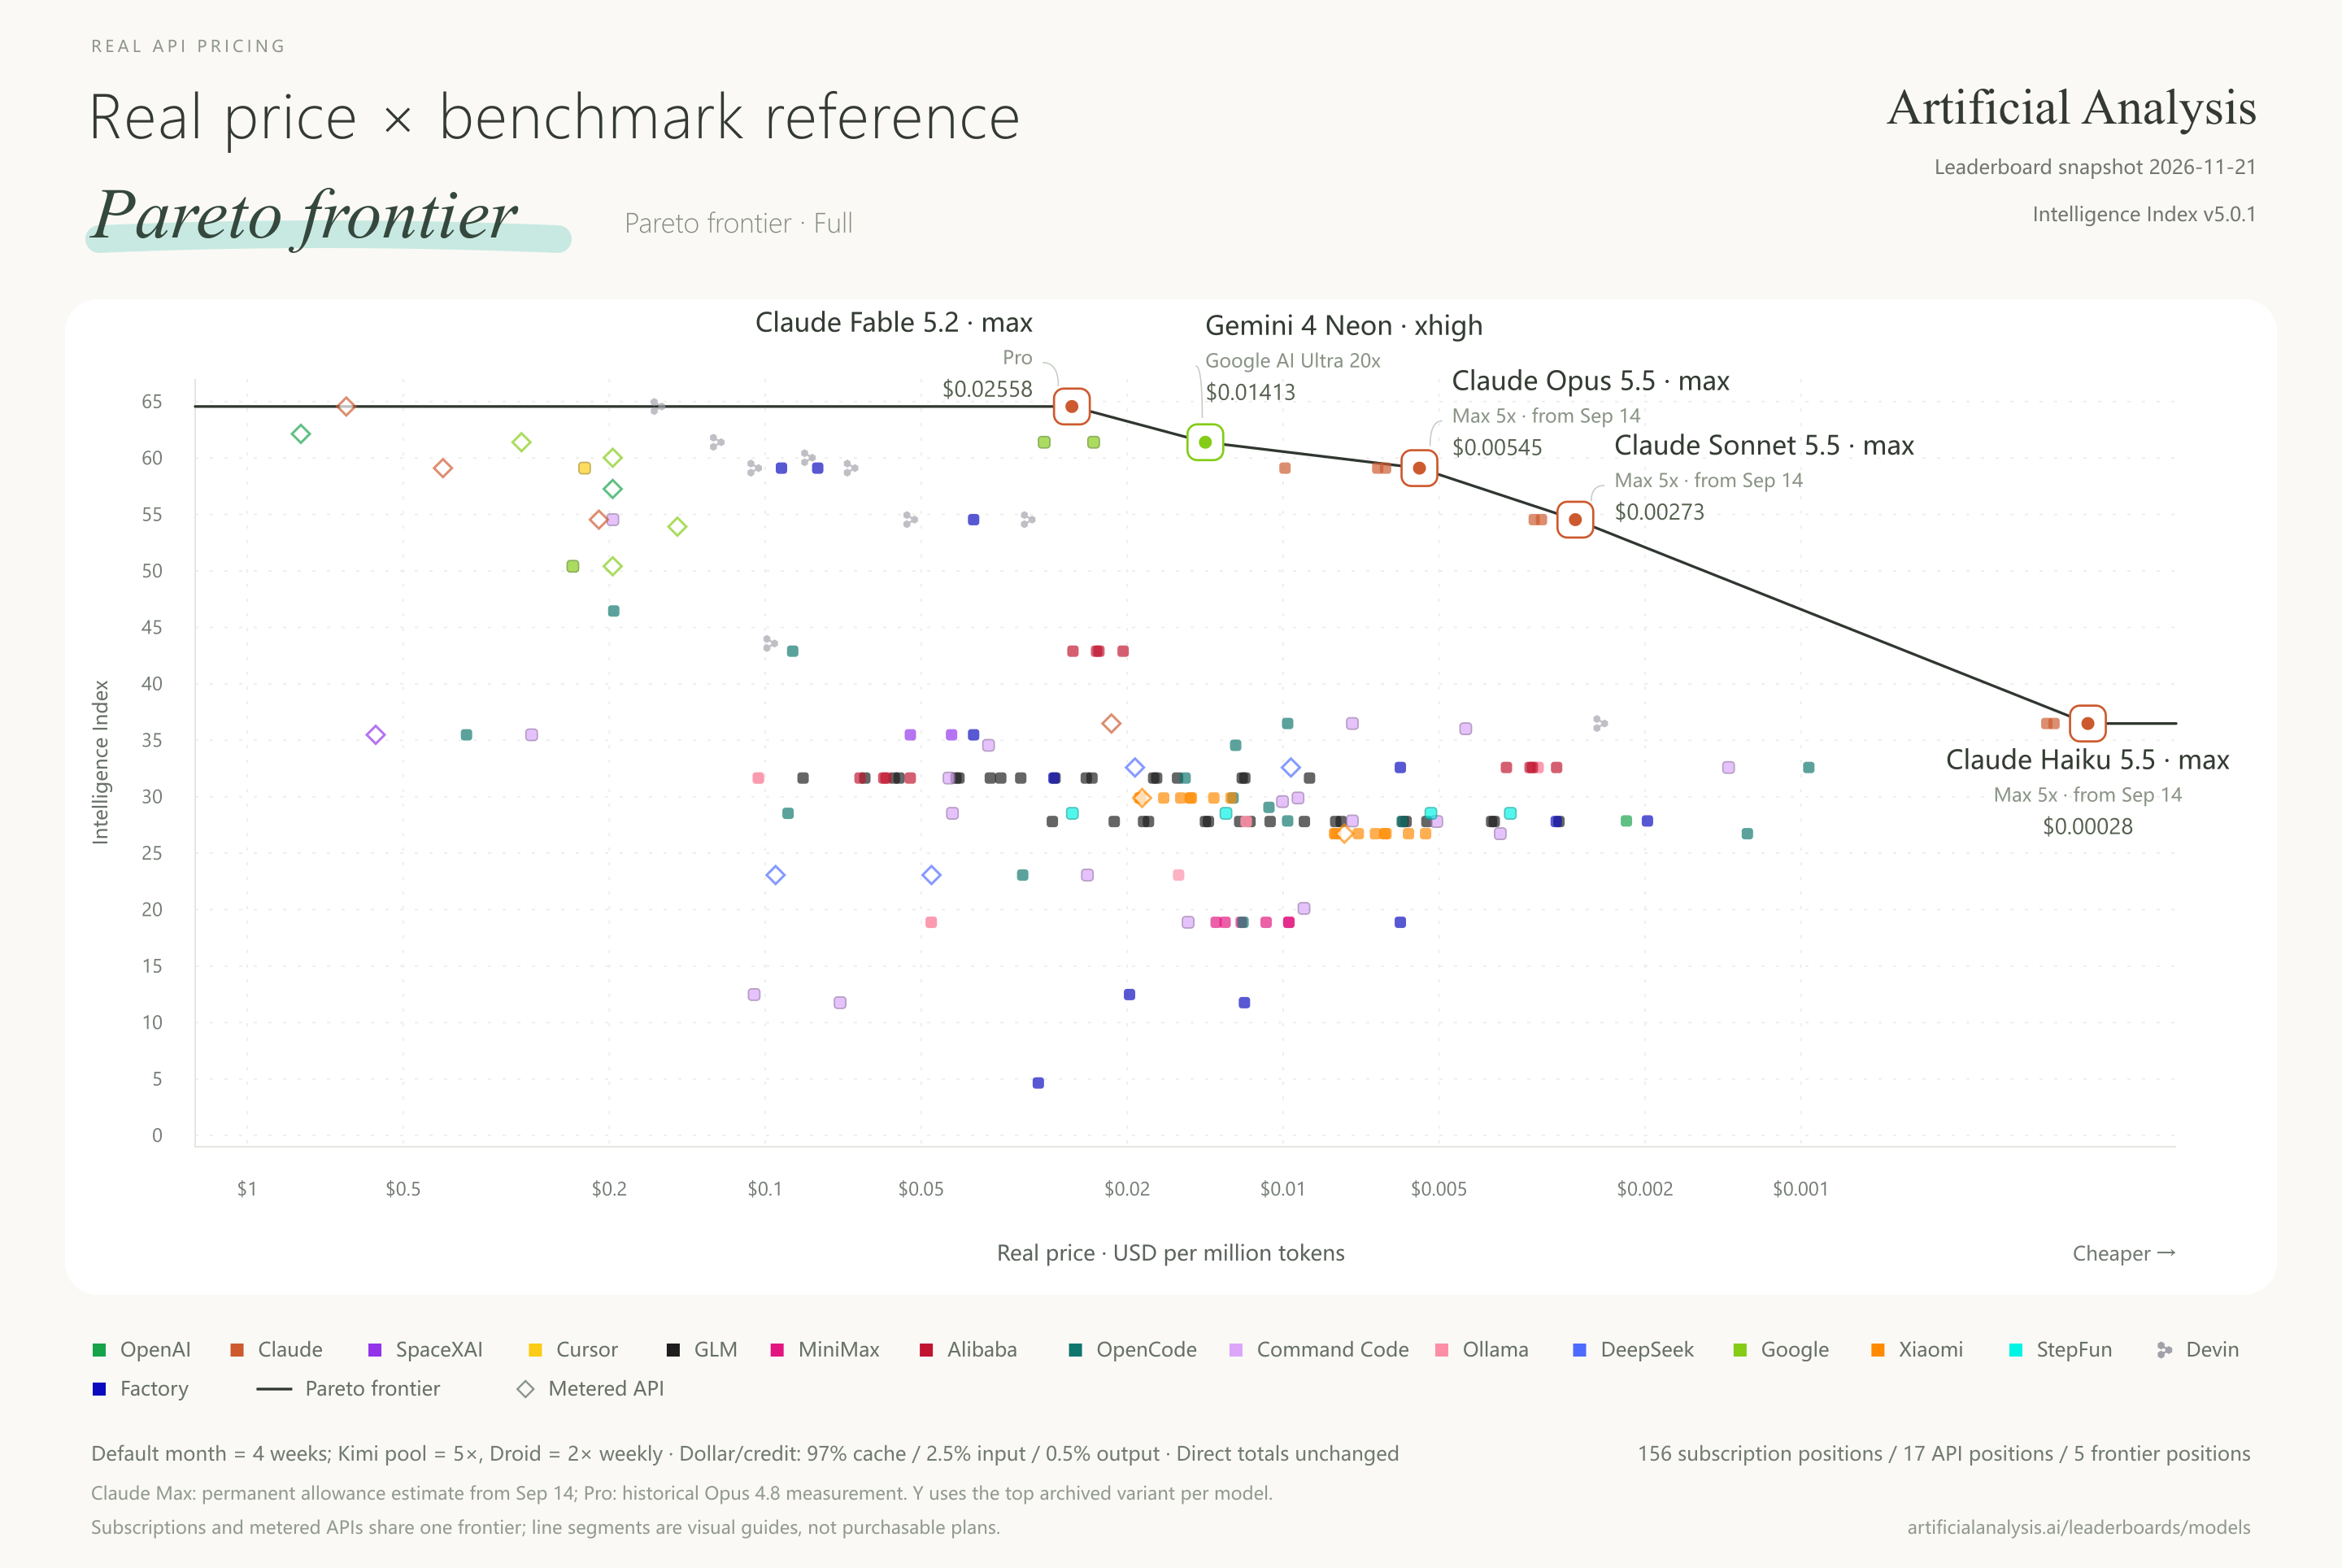 REAL API PRICING
Real price × benchmark reference
Pareto frontier
Pareto frontier · Full
Artificial Analysis
Leaderboard snapshot 2026-11-21
Intelligence Index v5.0.1
Claude Fable 5.2 · max
Pro
$0.02558
Gemini 4 Neon · xhigh
Google AI Ultra 20x
$0.01413
Claude Opus 5.5 · max
Max 5x · from Sep 14
$0.00545
Claude Sonnet 5.5 · max
Max 5x · from Sep 14
$0.00273
Claude Haiku 5.5 · max
Max 5x · from Sep 14
$0.00028
Intelligence Index
65
60
55
50
45
40
35
30
25
20
15
10
5
0
$1 $0.5 $0.2 $0.1 $0.05 $0.02 $0.01 $0.005 $0.002 $0.001
Real price · USD per million tokens
Cheaper →
OpenAI Claude SpaceXAI Cursor GLM MiniMax Alibaba OpenCode Command Code Ollama DeepSeek Google Xiaomi StepFun Devin
Factory Pareto frontier Metered API
Default month = 4 weeks; Kimi pool = 5×, Droid = 2× weekly · Dollar/credit: 97% cache / 2.5% input / 0.5% output · Direct totals unchanged
156 subscription positions / 17 API positions / 5 frontier positions
Claude Max: permanent allowance estimate from Sep 14; Pro: historical Opus 4.8 measurement. Y uses the top archived variant per model.
Subscriptions and metered APIs share one frontier; line segments are visual guides, not purchasable plans.
artificialanalysis.ai/leaderboards/models